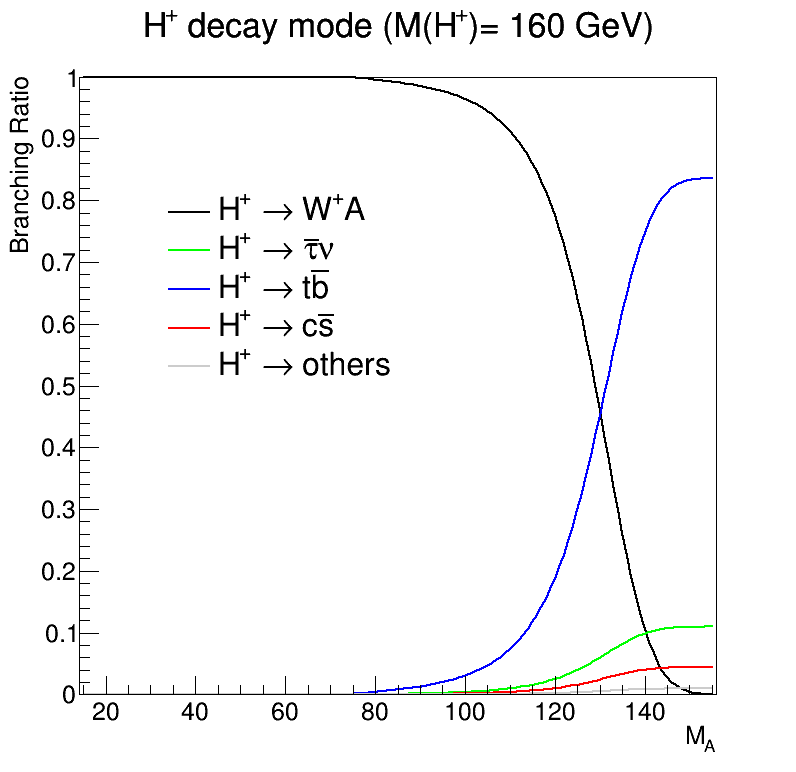 H⁺ decay mode (M(H⁺)= 160 GeV)
Branching Ratio
1
0.9
0.8
0.7
0.6
0.5
0.4
0.3
0.2
0.1
0
H⁺ → W⁺A
H⁺ → τ̅ν
H⁺ → tb̅
H⁺ → cs̅
H⁺ → others
20 40 60 80 100 120 140
M_A